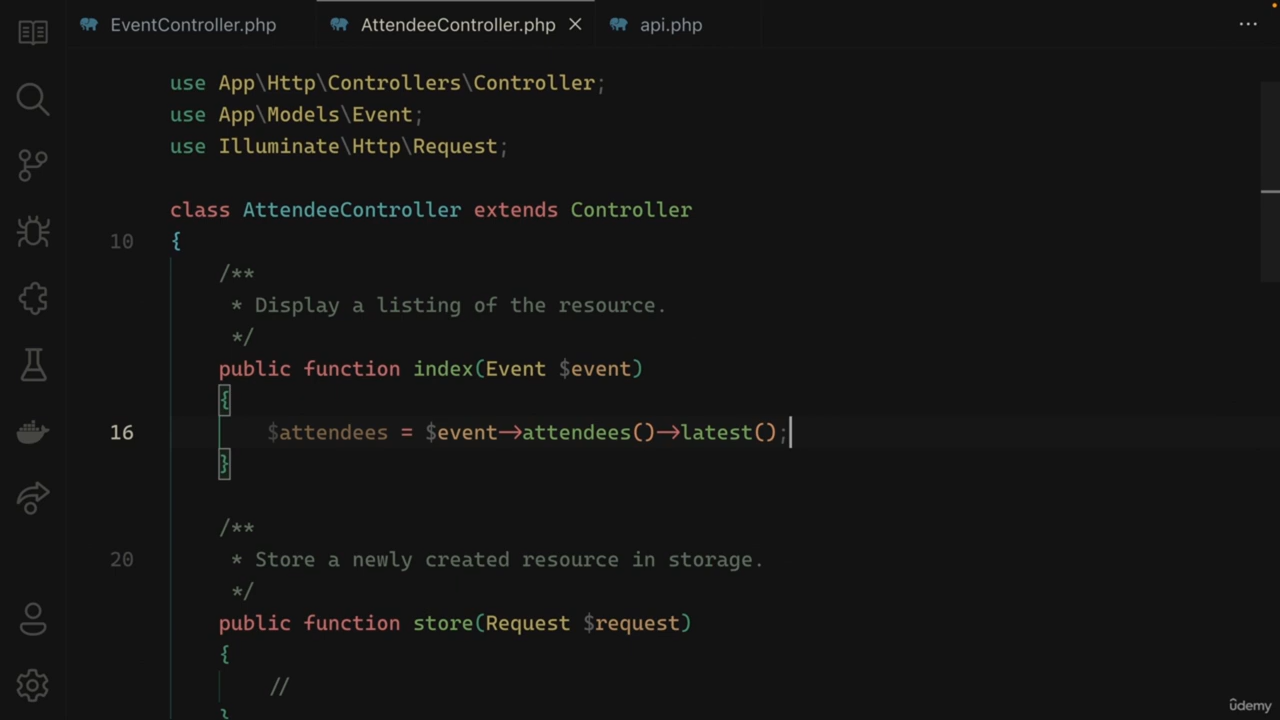 EventController.php
AttendeeController.php
api.php
use App\Http\Controllers\Controller;
use App\Models\Event;
use Illuminate\Http\Request;
class AttendeeController extends Controller
10 {
/**
* Display a listing of the resource.
*/
public function index(Event $event)
{
16 $attendees = $event->attendees()->latest();
}
/**
20 * Store a newly created resource in storage.
*/
public function store(Request $request)
{
//
}
ûdemy